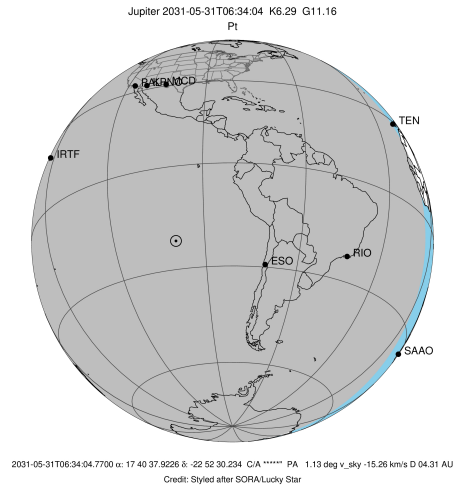 Jupiter 2031-05-31T06:34:04 K6.29 G11.16
Pt
MCD
TEN
IRTF
RIO
ESO
SAAO
2031-05-31T06:34:04.7700 α: 17 40 37.9226 δ: -22 52 30.234 C/A *****" PA 1.13 deg v_sky -15.26 km/s D 04.31 AU
Credit: Styled after SORA/Lucky Star